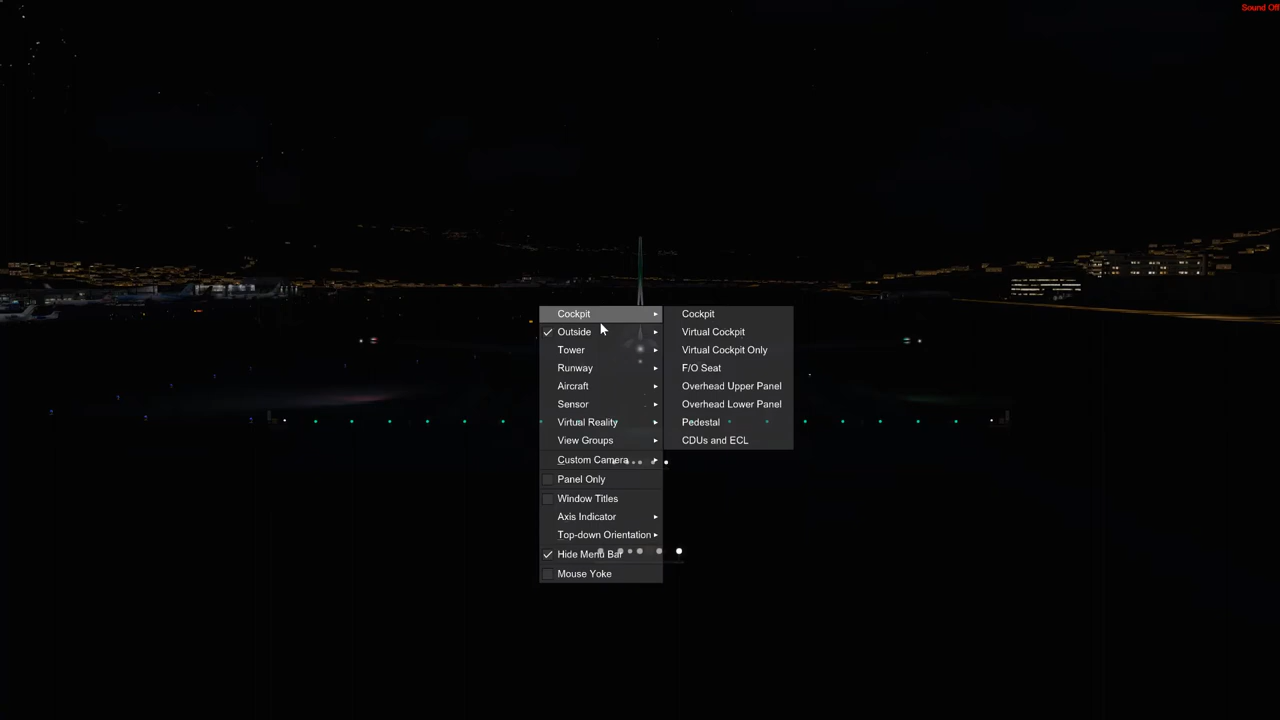 Sound Off
Cockpit
Outside
Tower
Runway
Aircraft
Sensor
Virtual Reality
View Groups
Custom Camera
Panel Only
Window Titles
Axis Indicator
Top-down Orientation
Hide Menu Bar
Mouse Yoke
Cockpit
Virtual Cockpit
Virtual Cockpit Only
F/O Seat
Overhead Upper Panel
Overhead Lower Panel
Pedestal
CDUs and ECL